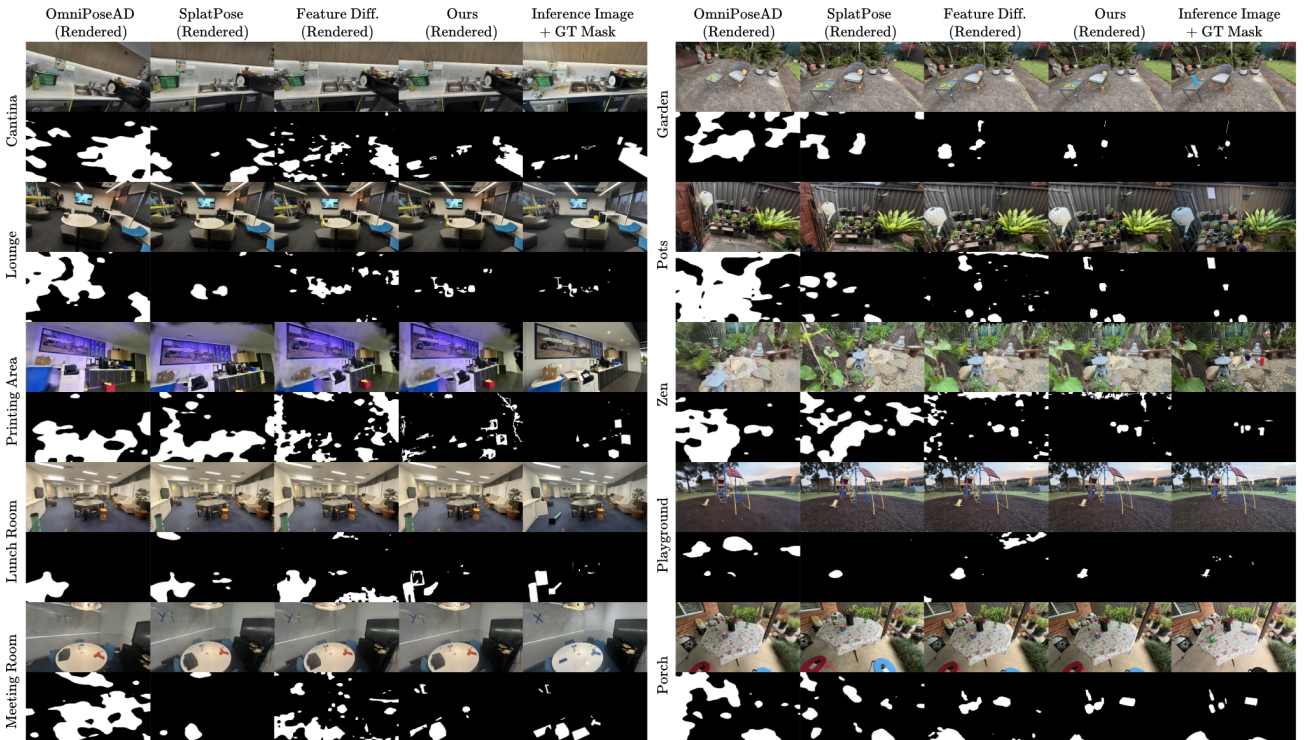 OmniPoseAD SplatPose Feature Diff. Ours Inference Image
(Rendered) (Rendered) (Rendered) (Rendered) + GT Mask
Cantina
Lounge
Printing Area
Lunch Room
Meeting Room
OmniPoseAD SplatPose Feature Diff. Ours Inference Image
(Rendered) (Rendered) (Rendered) (Rendered) + GT Mask
Garden
Pots
Zen
Playground
Porch